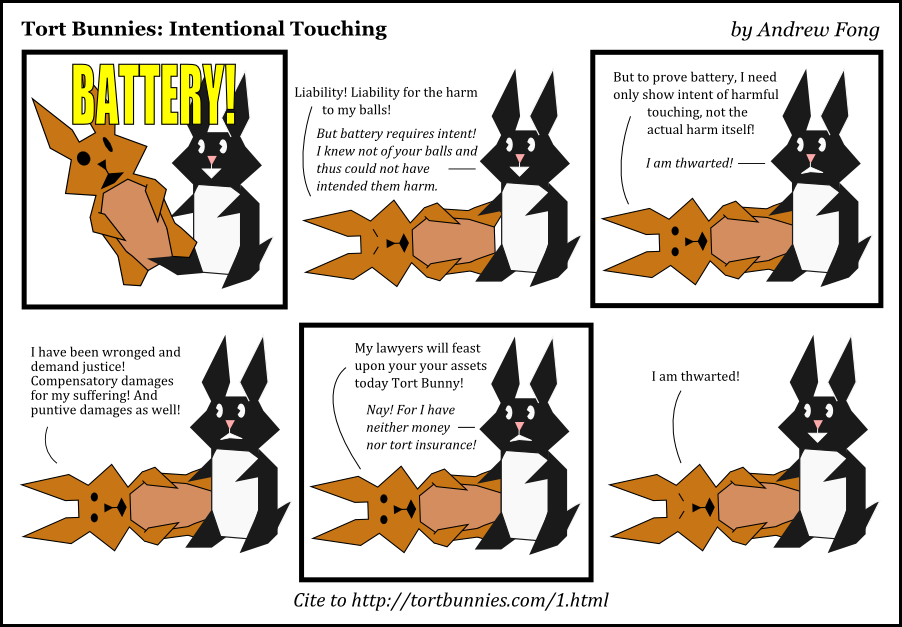 Tort Bunnies: Intentional Touching
by Andrew Fong
BATTERY!
Liability! Liability for the harm
to my balls!
But battery requires intent!
I knew not of your balls and
thus could not have
intended them harm.
But to prove battery, I need
only show intent of harmful
touching, not the
actual harm itself!
I am thwarted!
I have been wronged and
demand justice!
Compensatory damages
for my suffering! And
puntive damages as well!
My lawyers will feast
upon your your assets
today Tort Bunny!
Nay! For I have
neither money
nor tort insurance!
I am thwarted!
Cite to http://tortbunnies.com/1.html